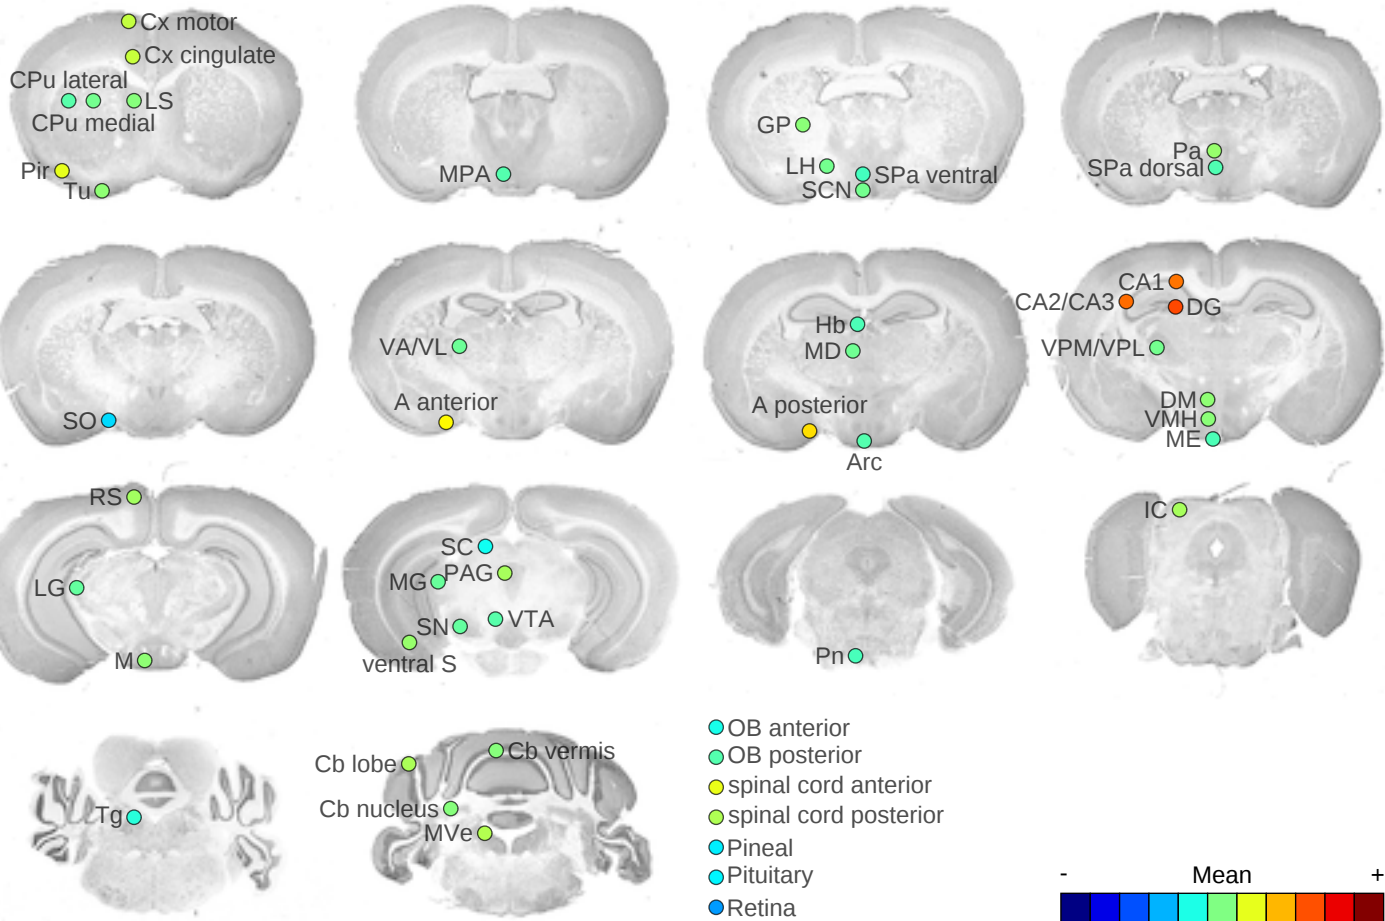 Cx motor
Cx cingulate
CPu lateral
LS
CPu medial
Pir
Tu
MPA
GP
LH
SPa ventral
SCN
Pa
SPa dorsal
SO
VA/VL
A anterior
Hb
MD
A posterior
Arc
CA1
CA2/CA3
DG
VPM/VPL
DM
VMH
ME
RS
LG
M
SC
PAG
MG
SN
VTA
ventral S
Pn
IC
Tg
Cb lobe
Cb vermis
Cb nucleus
MVe
OB anterior
OB posterior
spinal cord anterior
spinal cord posterior
Pineal
Pituitary
Retina
- Mean +